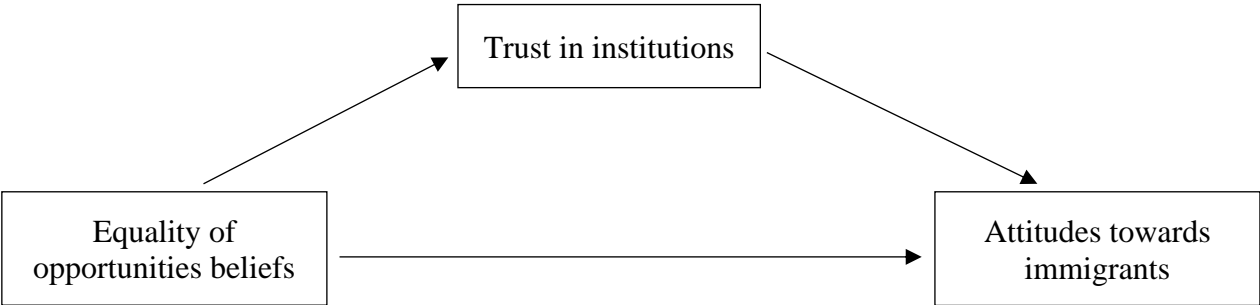 Trust in institutions
Equality of
opportunities beliefs
Attitudes towards
immigrants